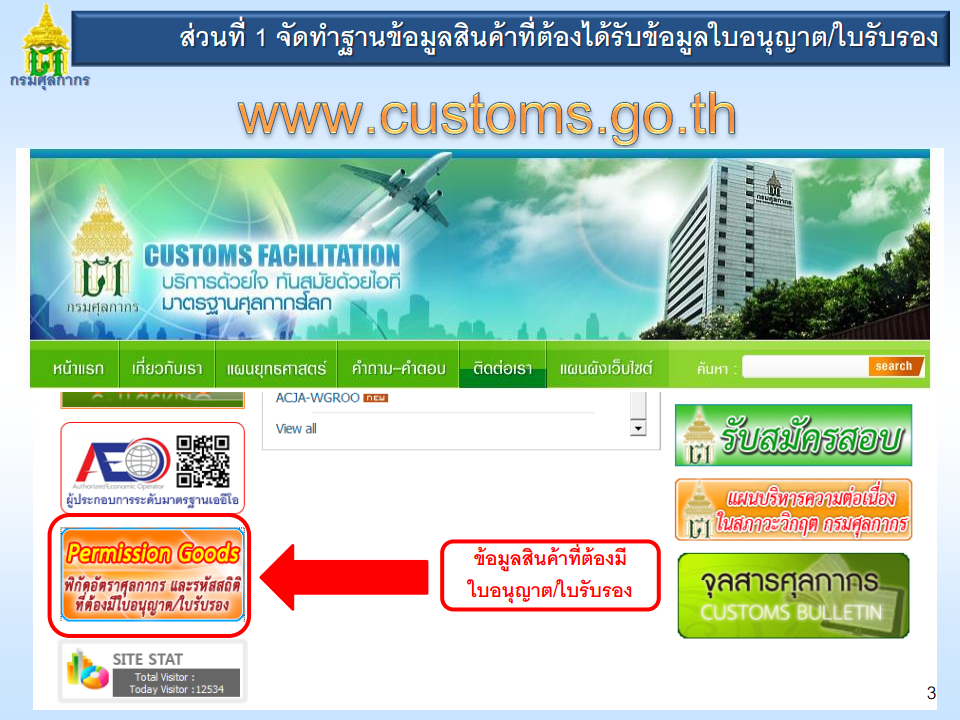 ส่วนที่ 1 จัดทำฐานข้อมูลสินค้าที่ต้องได้รับข้อมูลใบอนุญาต/ใบรับรอง
กรมศุลกากร
www.customs.go.th
กรมศุลกากร
CUSTOMS FACILITATION
บริการด้วยใจ ทันสมัยด้วยไอที
มาตรฐานศุลกากรโลก
กรมศุลกากร
หน้าแรก เกี่ยวกับเรา แผนยุทธศาสตร์ คำถาม-คำตอบ ติดต่อเรา แผนผังเว็บไซต์ ค้นหา : search
ACJA-WGROO NEW
View all
AEO
Authorized Economic Operator
ผู้ประกอบการระดับมาตรฐานเออีโอ
รับสมัครสอบ
แผนบริหารความต่อเนื่อง
ในสภาวะวิกฤต กรมศุลกากร
Permission Goods
พิกัดอัตราศุลกากร และรหัสสถิติ
ที่ต้องมีใบอนุญาต/ใบรับรอง
ข้อมูลสินค้าที่ต้องมี
ใบอนุญาต/ใบรับรอง
จุลสารศุลกากร
CUSTOMS BULLETIN
SITE STAT
Total Visitor :
Today Visitor :12534
3